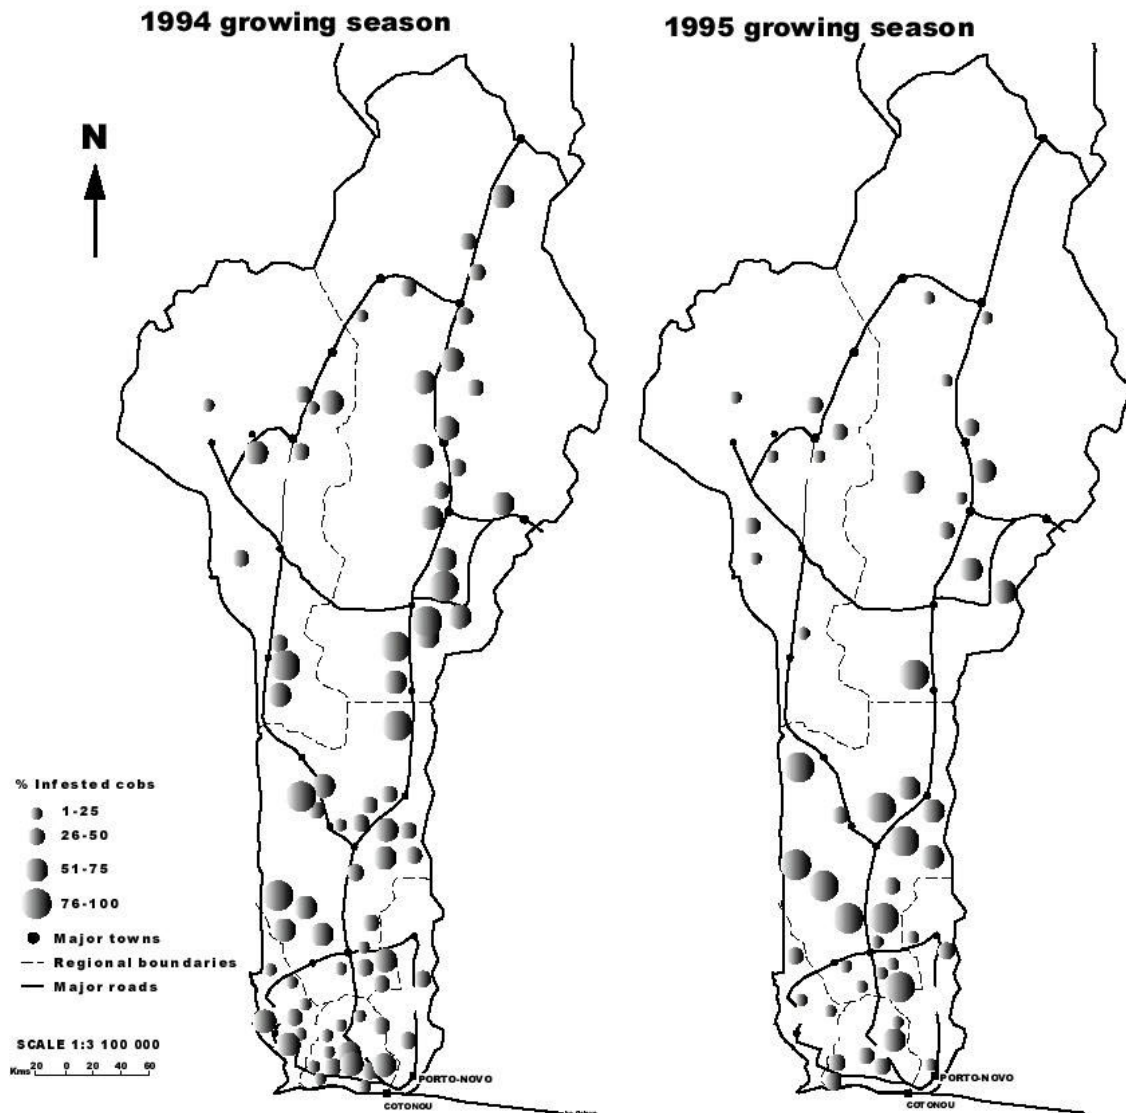 1994 growing season
1995 growing season
N
% Infested cobs
1-25
26-50
51-75
76-100
Major towns
Regional boundaries
Major roads
SCALE 1:3 100 000
Kms 20 0 20 40 60
PORTO-NOVO
COTONOU
PORTO-NOVO
COTONOU